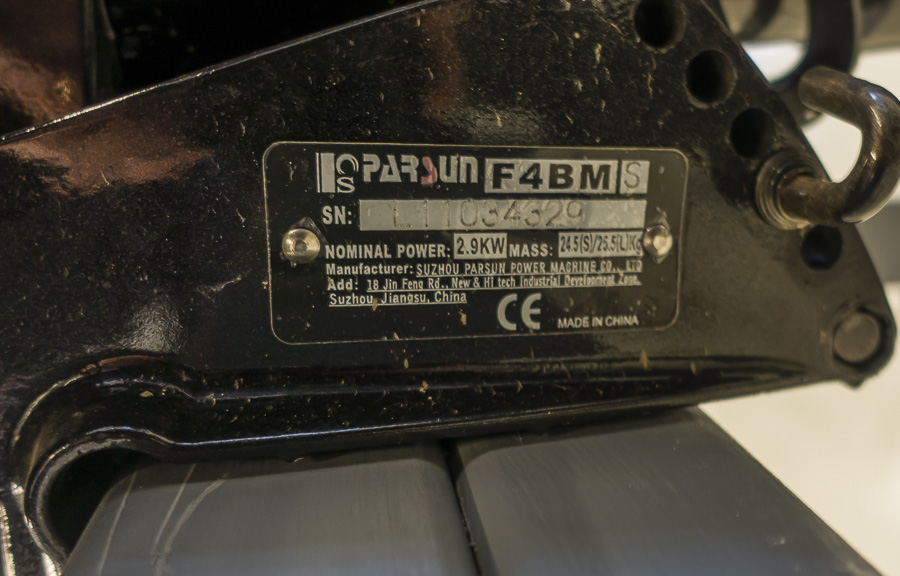 PARSUN F4BM S
SN: L11034329
NOMINAL POWER: 2.9KW MASS: 24.5(S)/25.5(L)Kg
Manufacturer: SUZHOU PARSUN POWER MACHINE CO., LTD
Add: 18 Jin Feng Rd., New & Hi tech Industrial Development Zone.
Suzhou Jiangsu, China
CE MADE IN CHINA